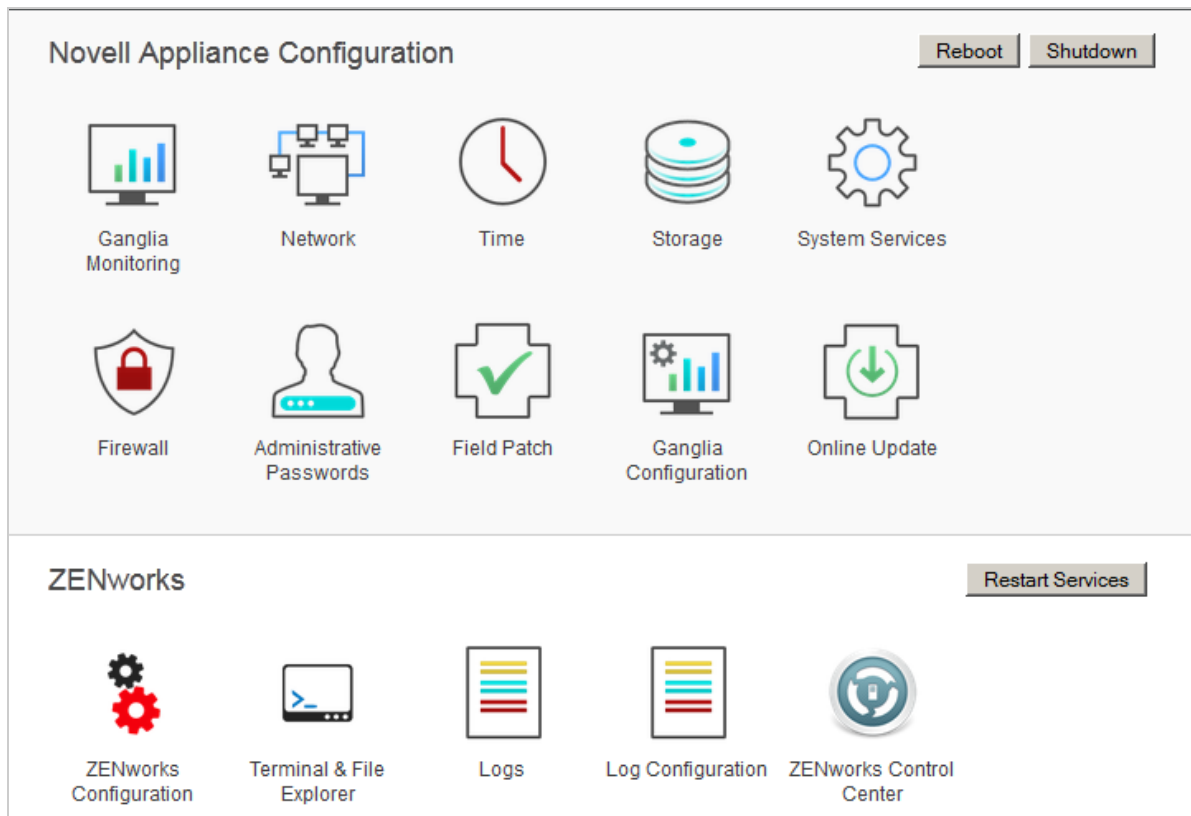 Novell Appliance Configuration
Reboot
Shutdown
Ganglia
Monitoring
Network
Time
Storage
System Services
Firewall
Administrative
Passwords
Field Patch
Ganglia
Configuration
Online Update
ZENworks
Restart Services
ZENworks
Configuration
Terminal & File
Explorer
Logs
Log Configuration
ZENworks Control
Center